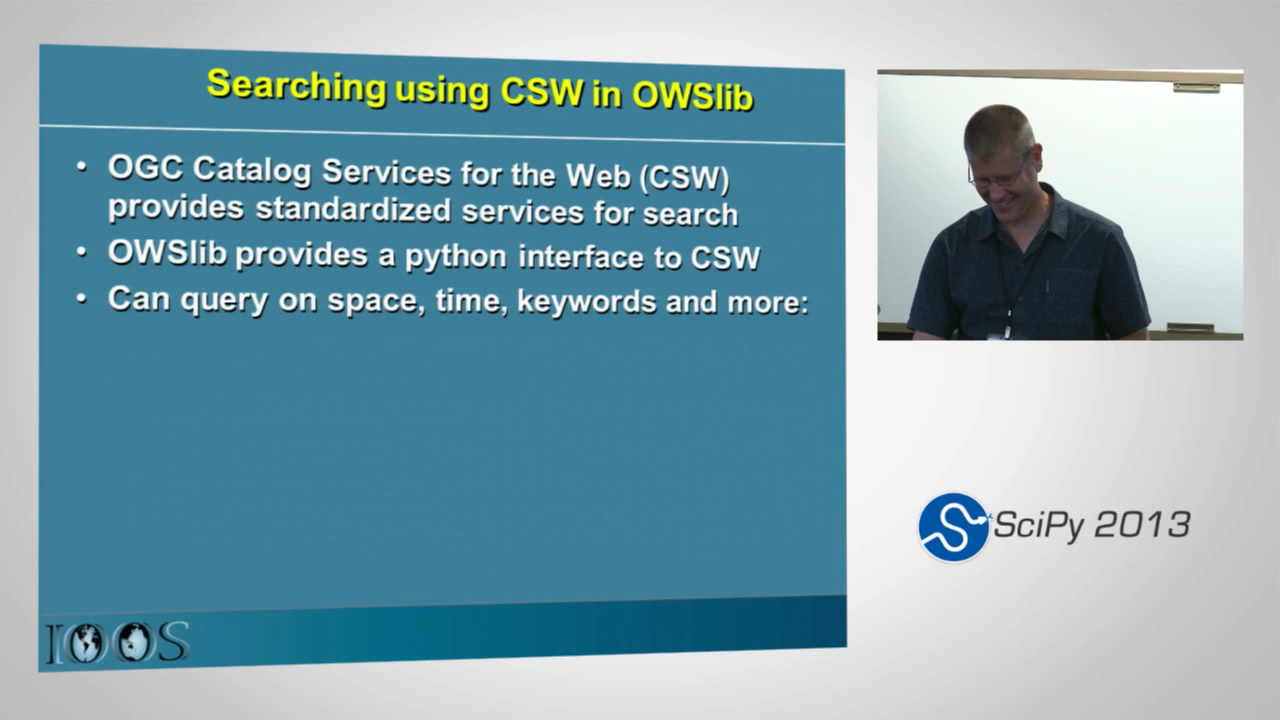 Searching using CSW in OWSlib
• OGC Catalog Services for the Web (CSW)
provides standardized services for search
• OWSlib provides a python interface to CSW
• Can query on space, time, keywords and more:
IOOS
SciPy 2013